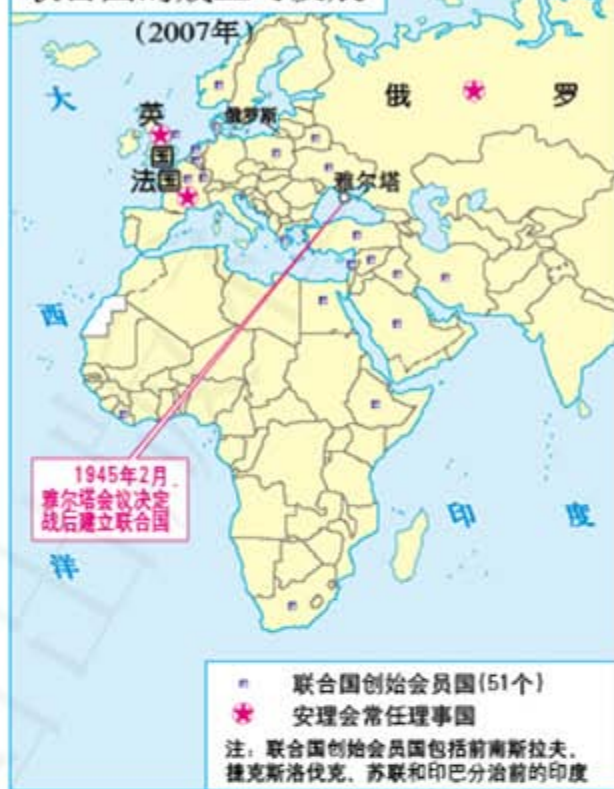 (2007年)
大
俄
罗
英
国
俄罗斯
法国
雅尔塔
西
1945年2月
雅尔塔会议决定
战后建立联合国
印
度
洋
联合国创始会员国(51个)
安理会常任理事国
注：联合国创始会员国包括前南斯拉夫、
捷克斯洛伐克、苏联和印巴分治前的印度